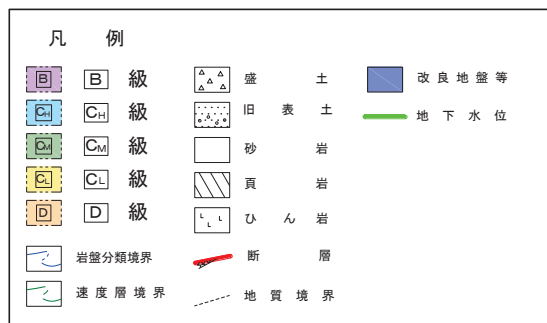 凡 例
B B 級
CH CH 級
CM CM 級
CL CL 級
D D 級
岩盤分類境界
速度層境界
盛 土
旧 表 土
砂 岩
頁 岩
ひ ん 岩
断 層
地 質 境 界
改 良 地 盤 等
地 下 水 位